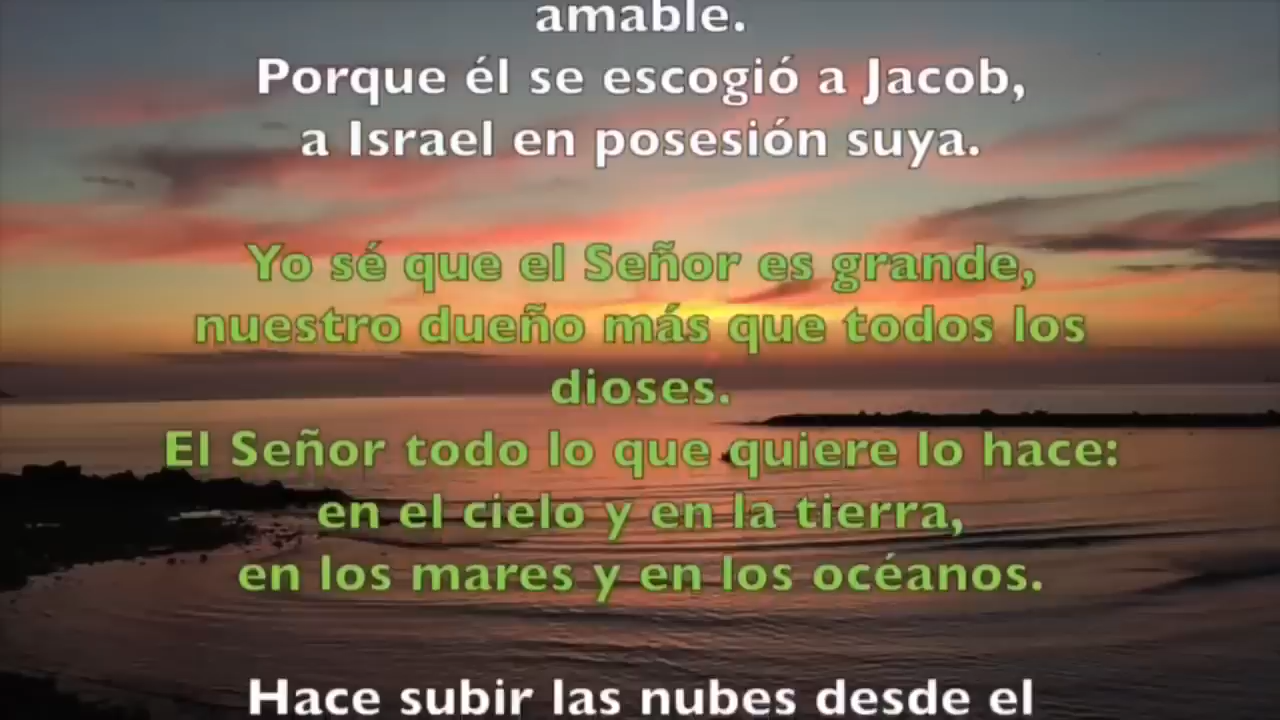 amable.
Porque él se escogió a Jacob,
a Israel en posesión suya.
Yo sé que el Señor es grande,
nuestro dueño más que todos los
dioses.
El Señor todo lo que quiere lo hace:
en el cielo y en la tierra,
en los mares y en los océanos.
Hace subir las nubes desde el